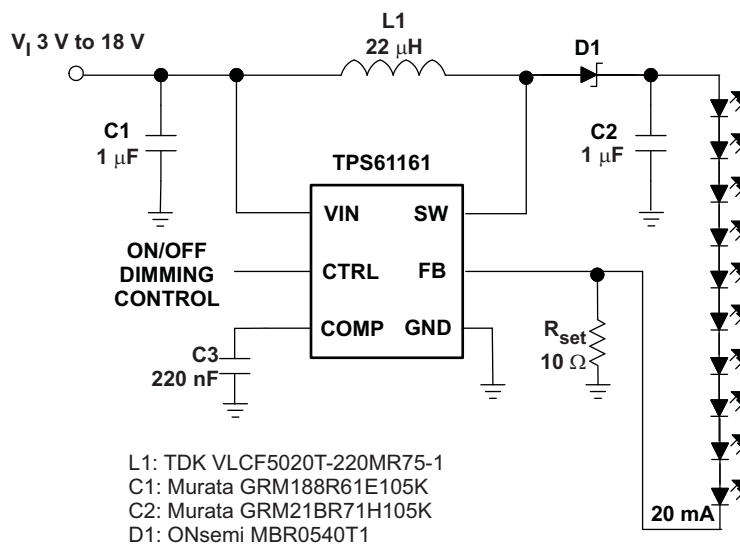 L1
22 μH
V_I 3 V to 18 V
D1
C1
1 μF
C2
1 μF
TPS61161
VIN SW
ON/OFF
DIMMING
CONTROL
CTRL FB
COMP GND
C3
220 nF
R_set
10 Ω
L1: TDK VLCF5020T-220MR75-1
C1: Murata GRM188R61E105K
C2: Murata GRM21BR71H105K
D1: ONsemi MBR0540T1
20 mA